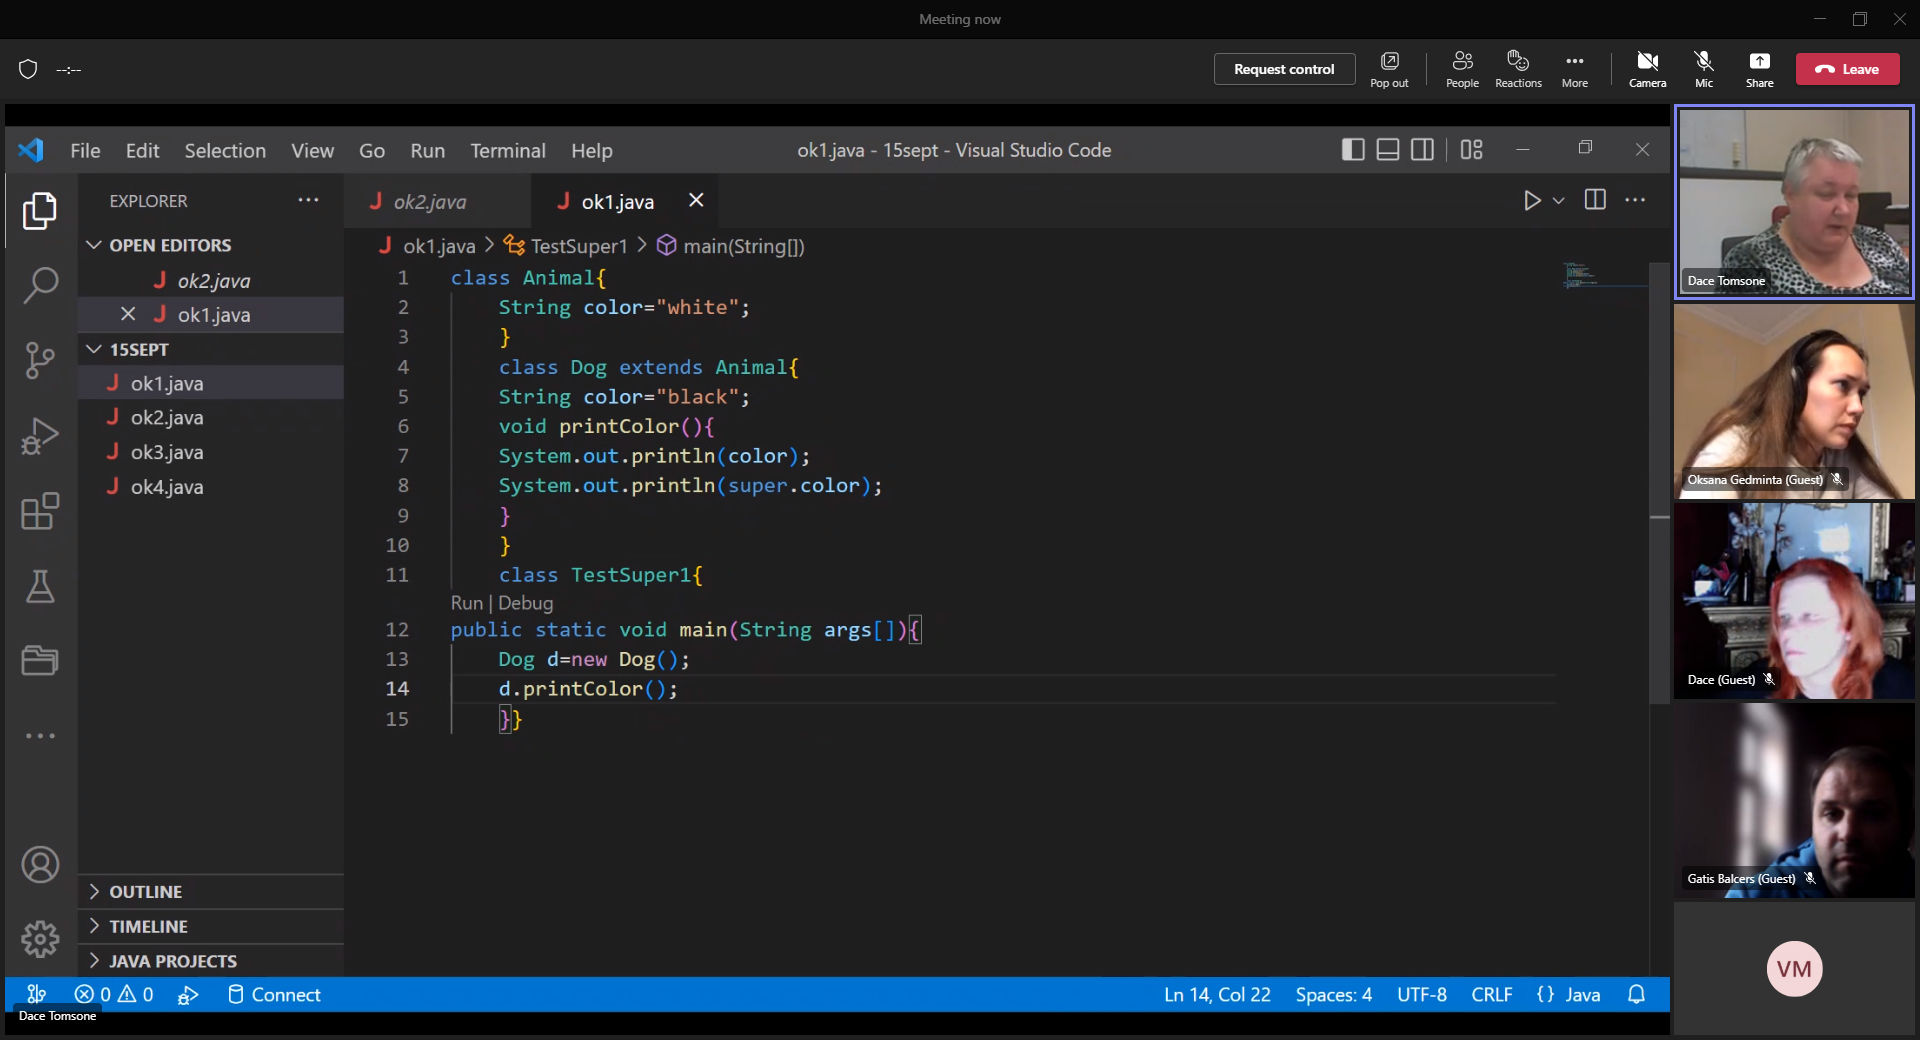 Meeting now
--:--
Request control
Pop out
People
Reactions
More
Camera
Mic
Share
Leave
File Edit Selection View Go Run Terminal Help
ok1.java - 15sept - Visual Studio Code
EXPLORER
OPEN EDITORS
ok2.java
ok1.java
15SEPT
ok1.java
ok2.java
ok3.java
ok4.java
OUTLINE
TIMELINE
JAVA PROJECTS
ok2.java
ok1.java
ok1.java > TestSuper1 > main(String[])
1 class Animal{
2 String color="white";
3 }
4 class Dog extends Animal{
5 String color="black";
6 void printColor(){
7 System.out.println(color);
8 System.out.println(super.color);
9 }
10 }
11 class TestSuper1{
Run | Debug
12 public static void main(String args[]){
13 Dog d=new Dog();
14 d.printColor();
15 }}
0 0 Connect
Ln 14, Col 22 Spaces: 4 UTF-8 CRLF {} Java
Dace Tomsone
Dace Tomsone
Oksana Gedminta (Guest)
Dace (Guest)
Gatis Balcers (Guest)
VM